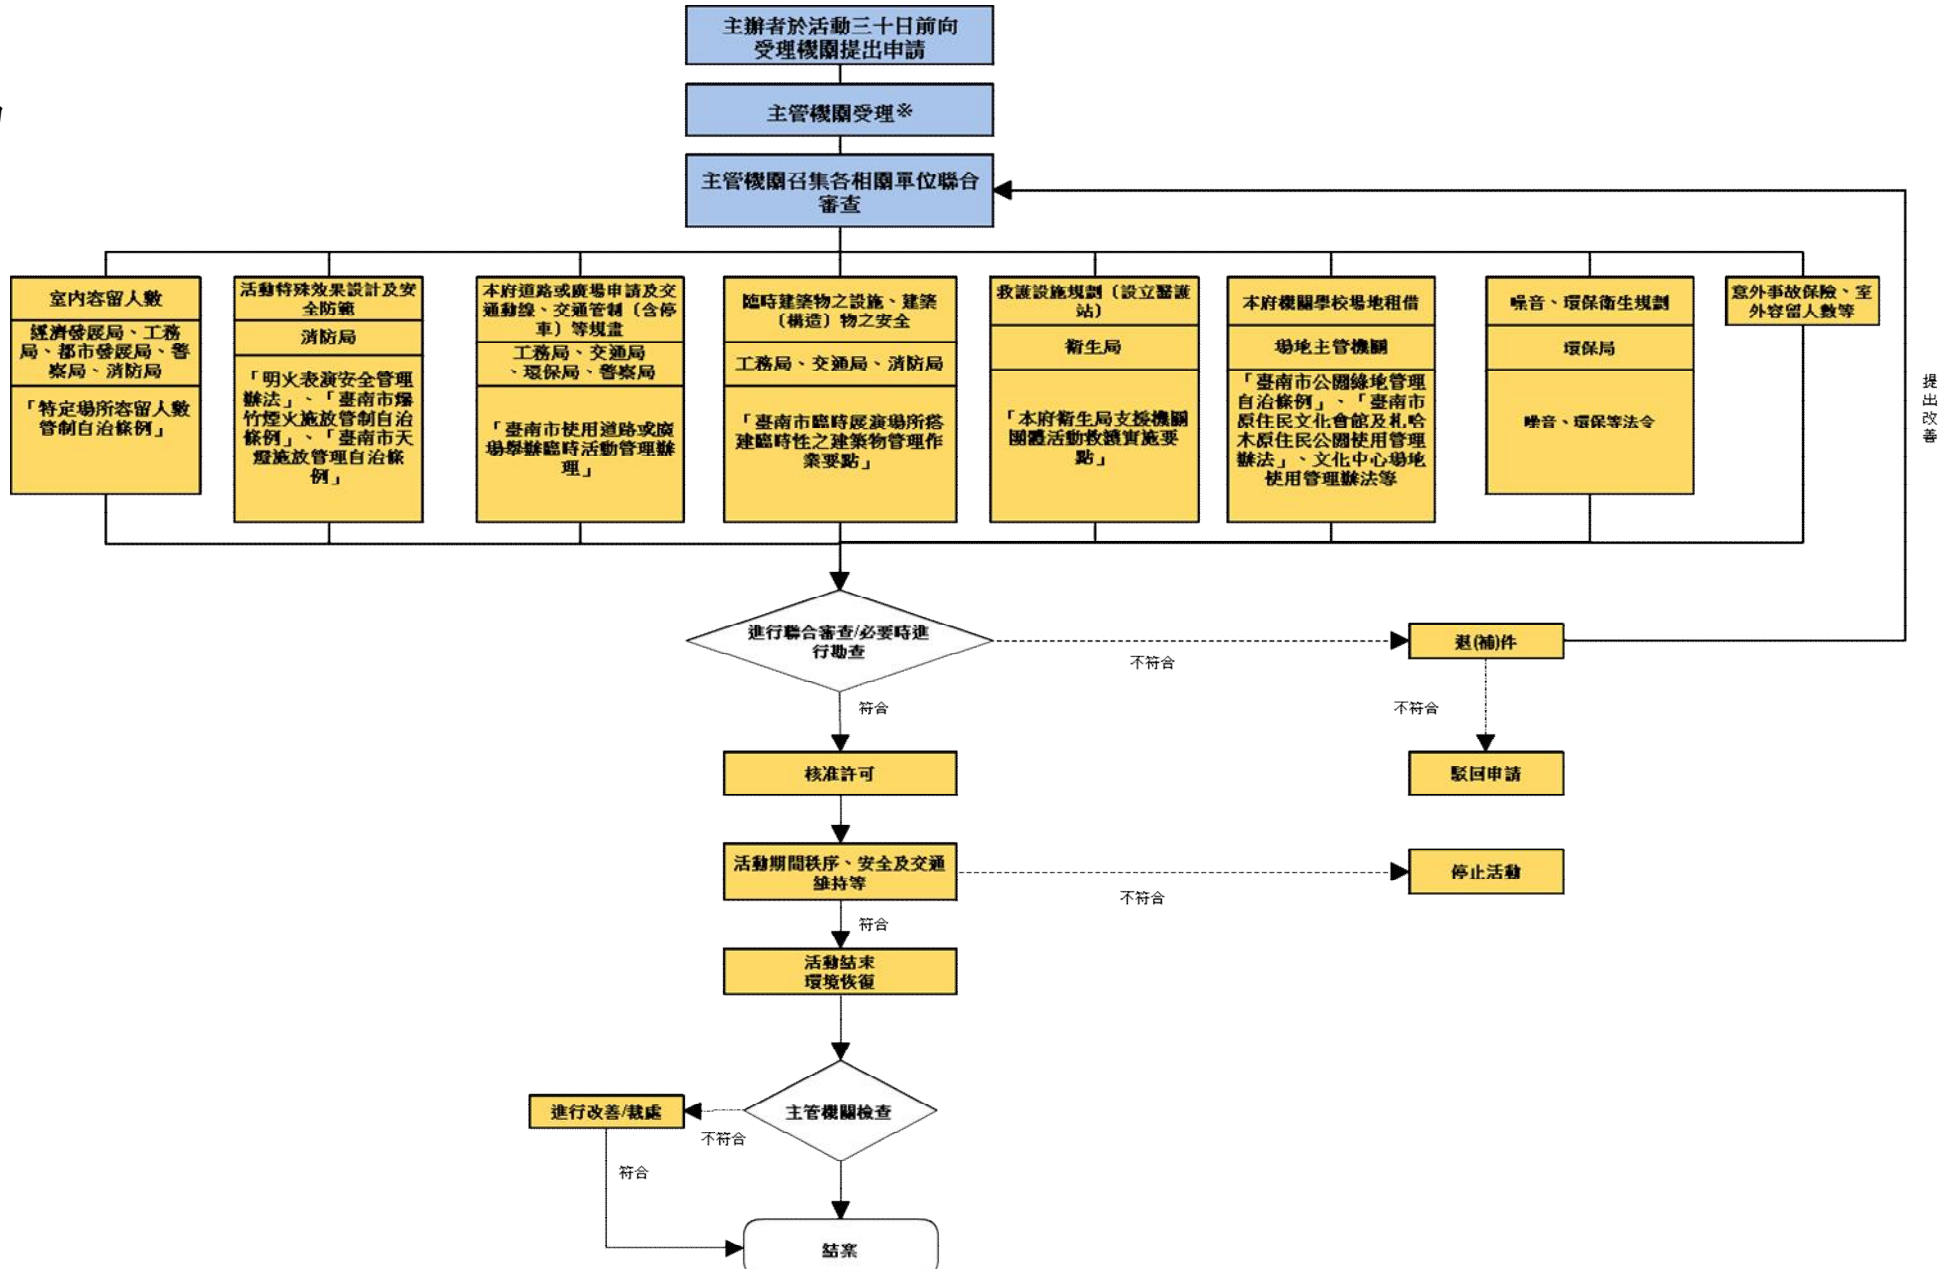 主辦者於活動三十日前向
受理機關提出申請
主管機關受理※
主管機關召集各相關單位聯合
審查
室內容留人數
經濟發展局、工務
局、都市發展局、警
察局、消防局
「特定場所容留人數
管制自治條例」
活動特殊效果設計及安
全防範
消防局
「明火表演安全管理
辦法」、「臺南市爆
竹煙火施放管制自治
條例」、「臺南市天
燈施放管理自治條
例」
本府道路或廣場申請及交
通動線、交通管制〔含停
車〕等規畫
工務局、交通局
、環保局、警察局
「臺南市使用道路或廣
場舉辦臨時活動管理辦
理」
臨時建築物之設施、建築
〔構造〕物之安全
工務局、交通局、消防局
「臺南市臨時展演場所搭
建臨時性之建築物管理作
業要點」
救護設施規劃〔設立醫護
站〕
衛生局
「本府衛生局支援機關
團體活動救護實施要
點」
本府機關學校場地租借
場地主管機關
「臺南市公園綠地管理
自治條例」、「臺南市
原住民文化會館及札哈
木原住民公園使用管理
辦法」、文化中心場地
使用管理辦法等
噪音、環保衛生規劃
環保局
噪音、環保等法令
意外事故保險、室
外容留人數等
提出改善
進行聯合審查/必要時進
行勘查
不符合
退(補)件
符合
不符合
核准許可
駁回申請
活動期間秩序、安全及交通
維持等
不符合
停止活動
符合
活動結束
環境恢復
主管機關檢查
不符合
進行改善/裁處
符合
結案